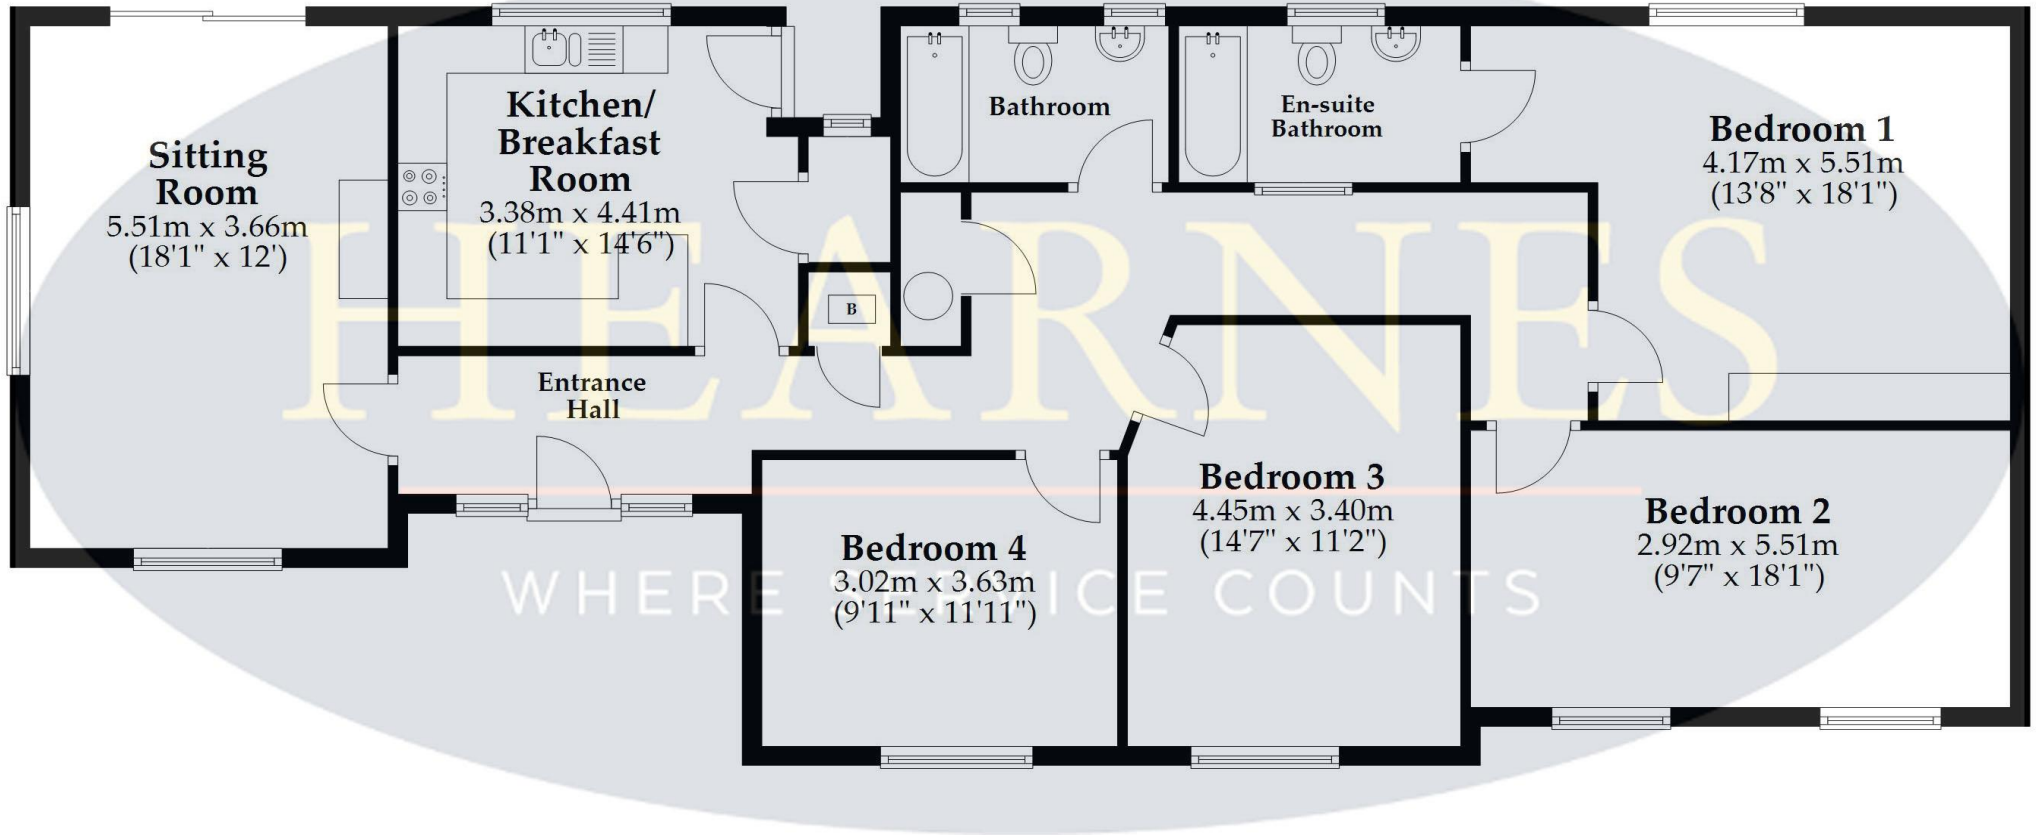 Sitting
Room
5.51m x 3.66m
(18'1" x 12')
Kitchen/
Breakfast
Room
3.38m x 4.41m
(11'1" x 14'6")
Bathroom
En-suite
Bathroom
Bedroom 1
4.17m x 5.51m
(13'8" x 18'1")
B
Entrance
Hall
HEARNES
WHERE SERVICE COUNTS
Bedroom 4
3.02m x 3.63m
(9'11" x 11'11")
Bedroom 3
4.45m x 3.40m
(14'7" x 11'2")
Bedroom 2
2.92m x 5.51m
(9'7" x 18'1")